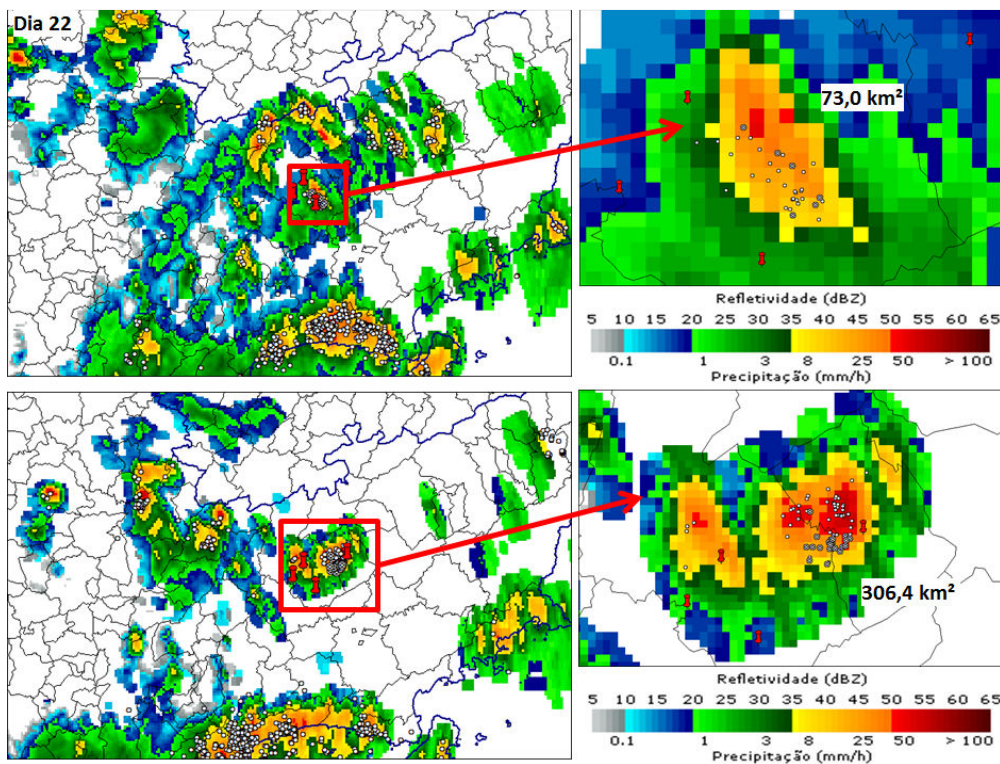 Dia 22
73,0 km²
Refletividade (dBZ)
5 10 15 20 25 30 35 40 45 50 55 60 65
0.1 1 3 8 25 50 > 100
Precipitação (mm/h)
306,4 km²
Refletividade (dBZ)
5 10 15 20 25 30 35 40 45 50 55 60 65
0.1 1 3 8 25 50 > 100
Precipitação (mm/h)